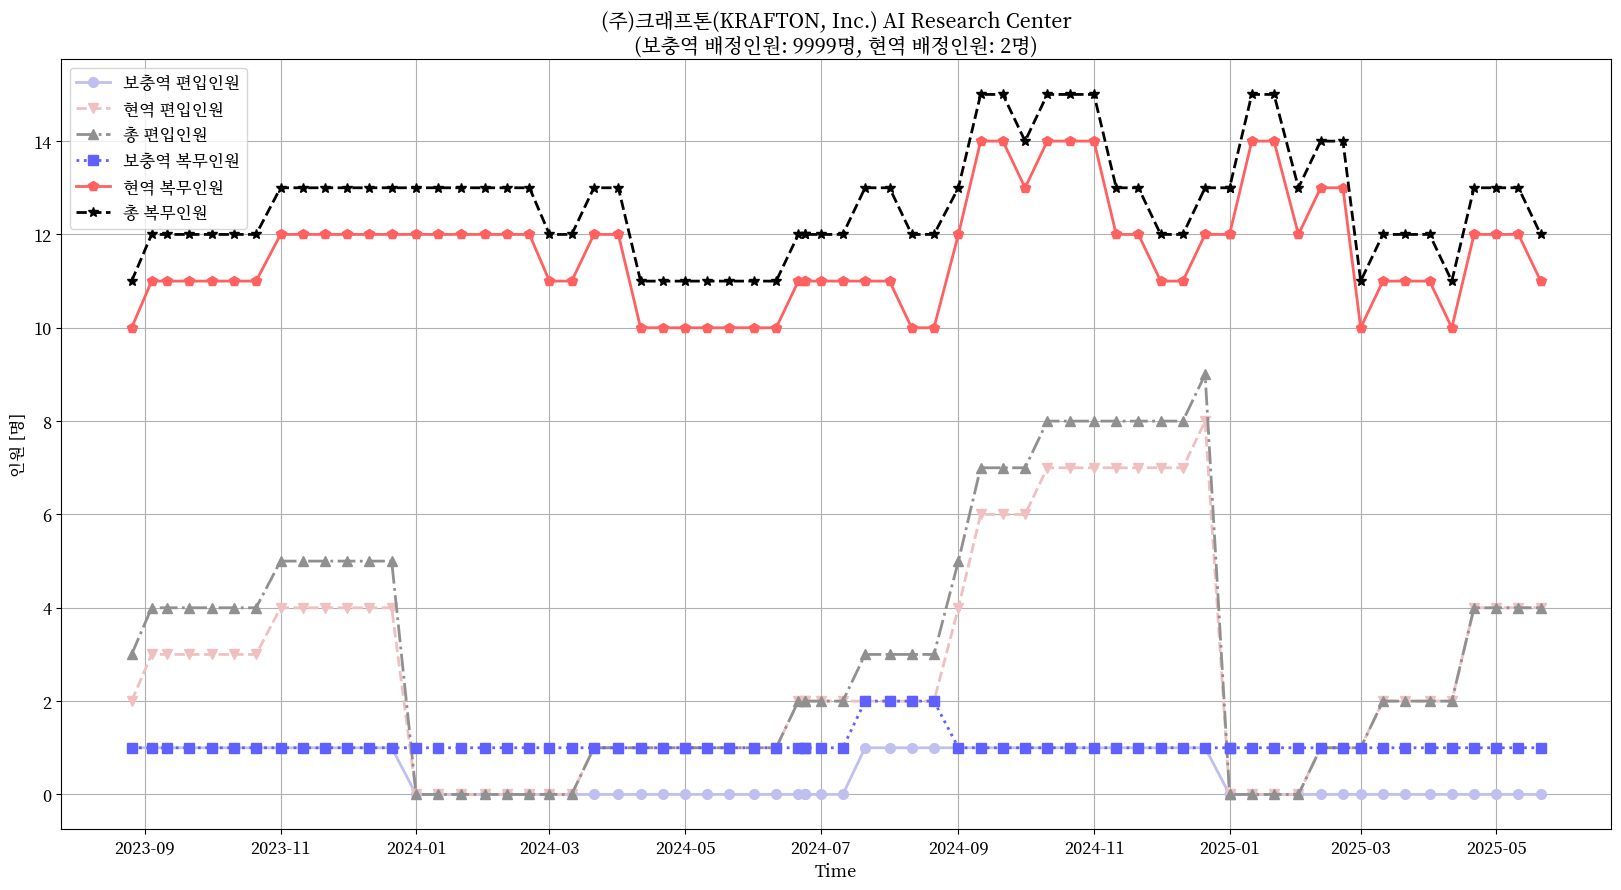 (주)크래프톤(KRAFTON, Inc.) AI Research Center
(보충역 배정인원: 9999명, 현역 배정인원: 2명)
보충역 편입인원
현역 편입인원
총 편입인원
보충역 복무인원
현역 복무인원
총 복무인원
인원 [명]
14
12
10
8
6
4
2
0
2023-09
2023-11
2024-01
2024-03
2024-05
2024-07
2024-09
2024-11
2025-01
2025-03
2025-05
Time